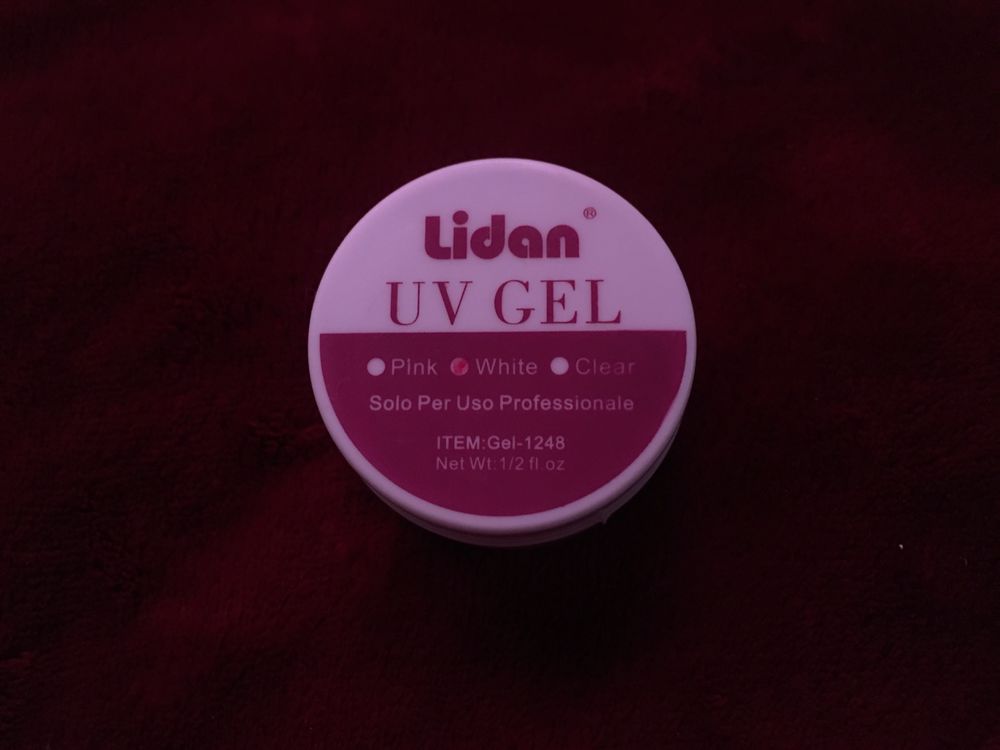 Lidan®
UV GEL
Pink White Clear
Solo Per Uso Professionale
ITEM:Gel-1248
Net Wt:1/2 fl.oz